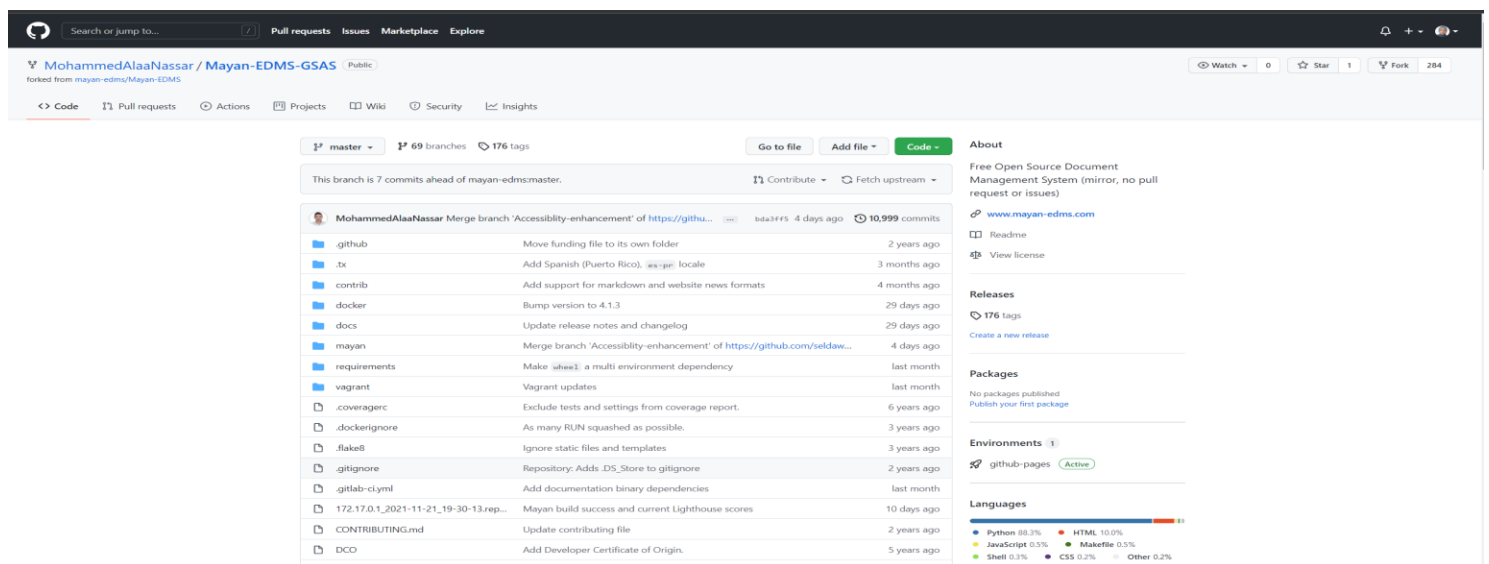 Search or jump to... /
Pull requests Issues Marketplace Explore
MohammedAlaaNassar / Mayan-EDMS-GSAS Public
forked from mayan-edms/Mayan-EDMS
Watch 0 Star 1 Fork 284
Code Pull requests Actions Projects Wiki Security Insights
master 69 branches 176 tags Go to file Add file Code
This branch is 7 commits ahead of mayan-edms:master. Contribute Fetch upstream
MohammedAlaaNassar Merge branch 'Accessiblity-enhancement' of https://githu... ... bda3ff5 4 days ago 10,999 commits
.github Move funding file to its own folder 2 years ago
.tx Add Spanish (Puerto Rico), es-pr locale 3 months ago
contrib Add support for markdown and website news formats 4 months ago
docker Bump version to 4.1.3 29 days ago
docs Update release notes and changelog 29 days ago
mayan Merge branch 'Accessiblity-enhancement' of https://github.com/seldaw... 4 days ago
requirements Make wheel a multi environment dependency last month
vagrant Vagrant updates last month
.coveragerc Exclude tests and settings from coverage report. 6 years ago
.dockerignore As many RUN squashed as possible. 3 years ago
.flake8 Ignore static files and templates 3 years ago
.gitignore Repository: Adds .DS_Store to gitignore 2 years ago
.gitlab-ci.yml Add documentation binary dependencies last month
172.17.0.1_2021-11-21_19-30-13.rep... Mayan build success and current Lighthouse scores 10 days ago
CONTRIBUTING.md Update contributing file 2 years ago
DCO Add Developer Certificate of Origin. 5 years ago
About
Free Open Source Document
Management System (mirror, no pull
request or issues)
www.mayan-edms.com
Readme
View license
Releases
176 tags
Create a new release
Packages
No packages published
Publish your first package
Environments 1
github-pages Active
Languages
Python 88.3% HTML 10.0%
JavaScript 0.5% Makefile 0.5%
Shell 0.3% CSS 0.2% Other 0.2%